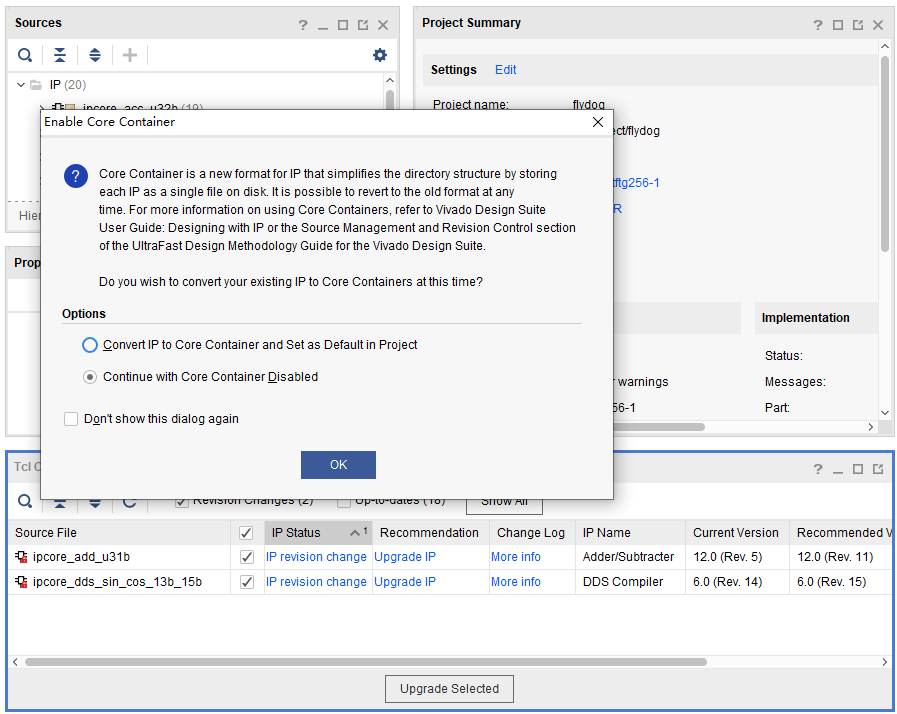 Sources
Project Summary
IP (20)
Settings Edit
Project name: flydog
ct/flydog
tftg256-1
R
Hier
Prop
Enable Core Container
Core Container is a new format for IP that simplifies the directory structure by storing
each IP as a single file on disk. It is possible to revert to the old format at any
time. For more information on using Core Containers, refer to Vivado Design Suite
User Guide: Designing with IP or the Source Management and Revision Control section
of the UltraFast Design Methodology Guide for the Vivado Design Suite.
Do you wish to convert your existing IP to Core Containers at this time?
Options
Convert IP to Core Container and Set as Default in Project
Continue with Core Container Disabled
Don't show this dialog again
OK
Implementation
Status:
r warnings
Messages:
56-1
Part:
Tcl C
Revision Changes (2) Up-to-dates (18) Show All
Source File IP Status 1 Recommendation Change Log IP Name Current Version Recommended V
ipcore_add_u31b IP revision change Upgrade IP More info Adder/Subtracter 12.0 (Rev. 5) 12.0 (Rev. 11)
ipcore_dds_sin_cos_13b_15b IP revision change Upgrade IP More info DDS Compiler 6.0 (Rev. 14) 6.0 (Rev. 15)
Upgrade Selected